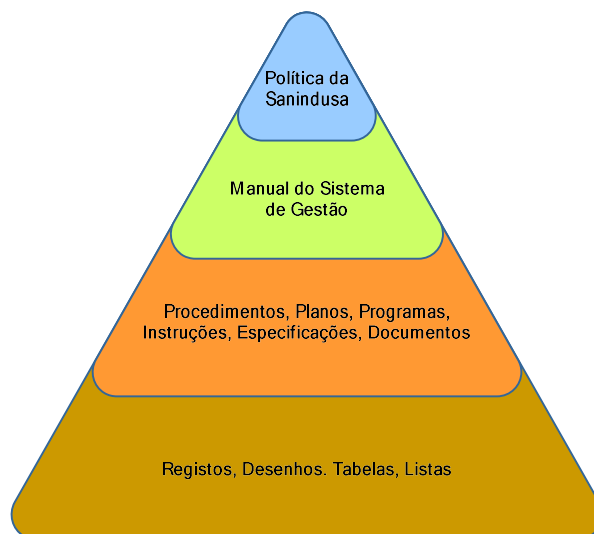 Política da
Sanindusa
Manual do Sistema
de Gestão
Procedimentos, Planos, Programas,
Instruções, Especificações, Documentos
Registos, Desenhos. Tabelas, Listas